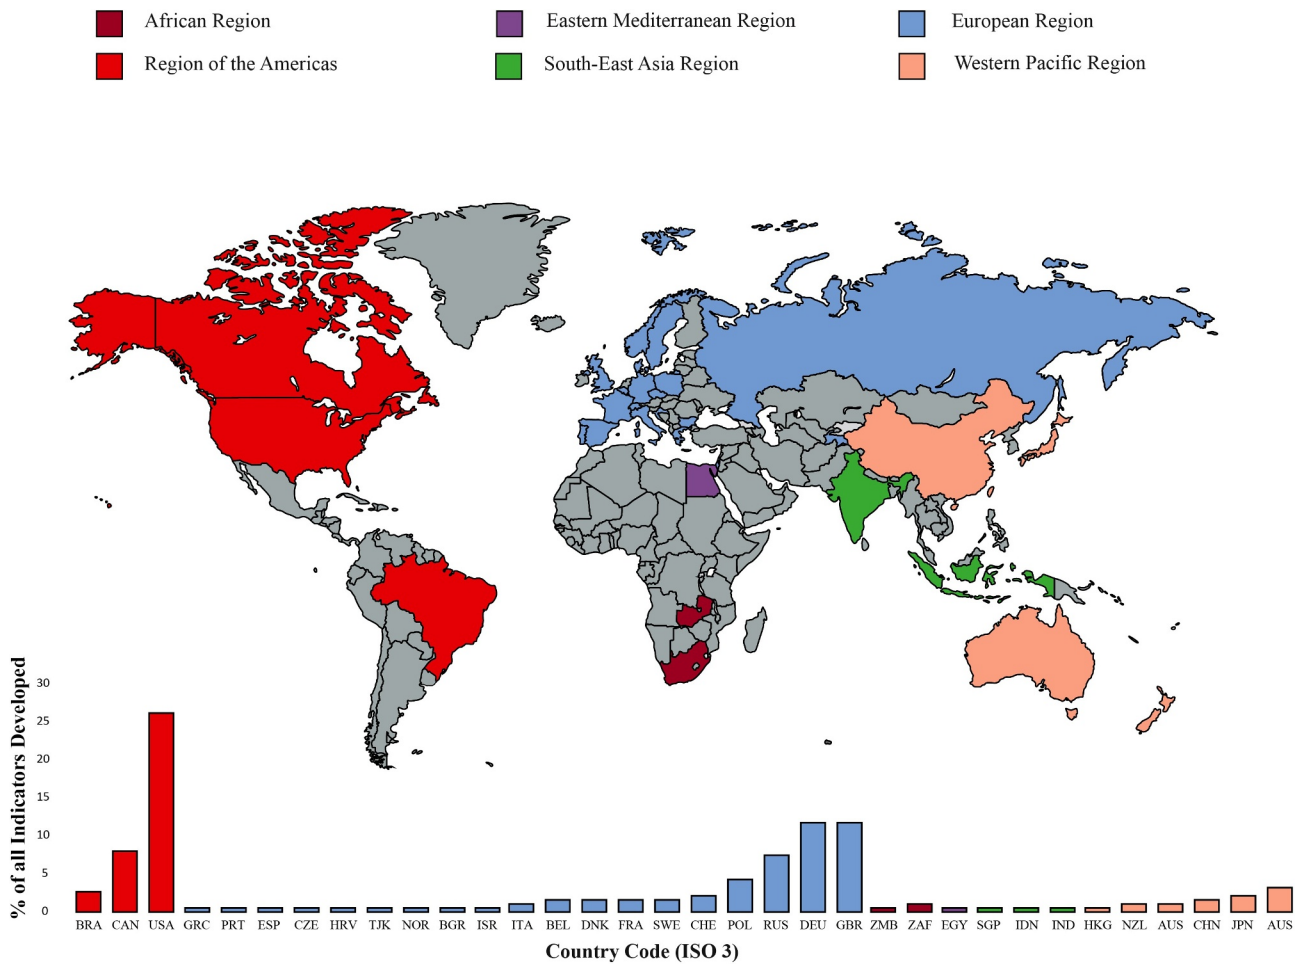 African Region
Eastern Mediterranean Region
European Region
Region of the Americas
South-East Asia Region
Western Pacific Region
% of all Indicators Developed
30
25
20
15
10
5
0
BRA CAN USA GRC PRT ESP CZE HRV TJK NOR BGR ISR ITA BEL DNK FRA SWE CHE POL RUS DEU GBR ZMB ZAF EGY SGP IDN IND HKG NZL AUS CHN JPN AUS
Country Code (ISO 3)